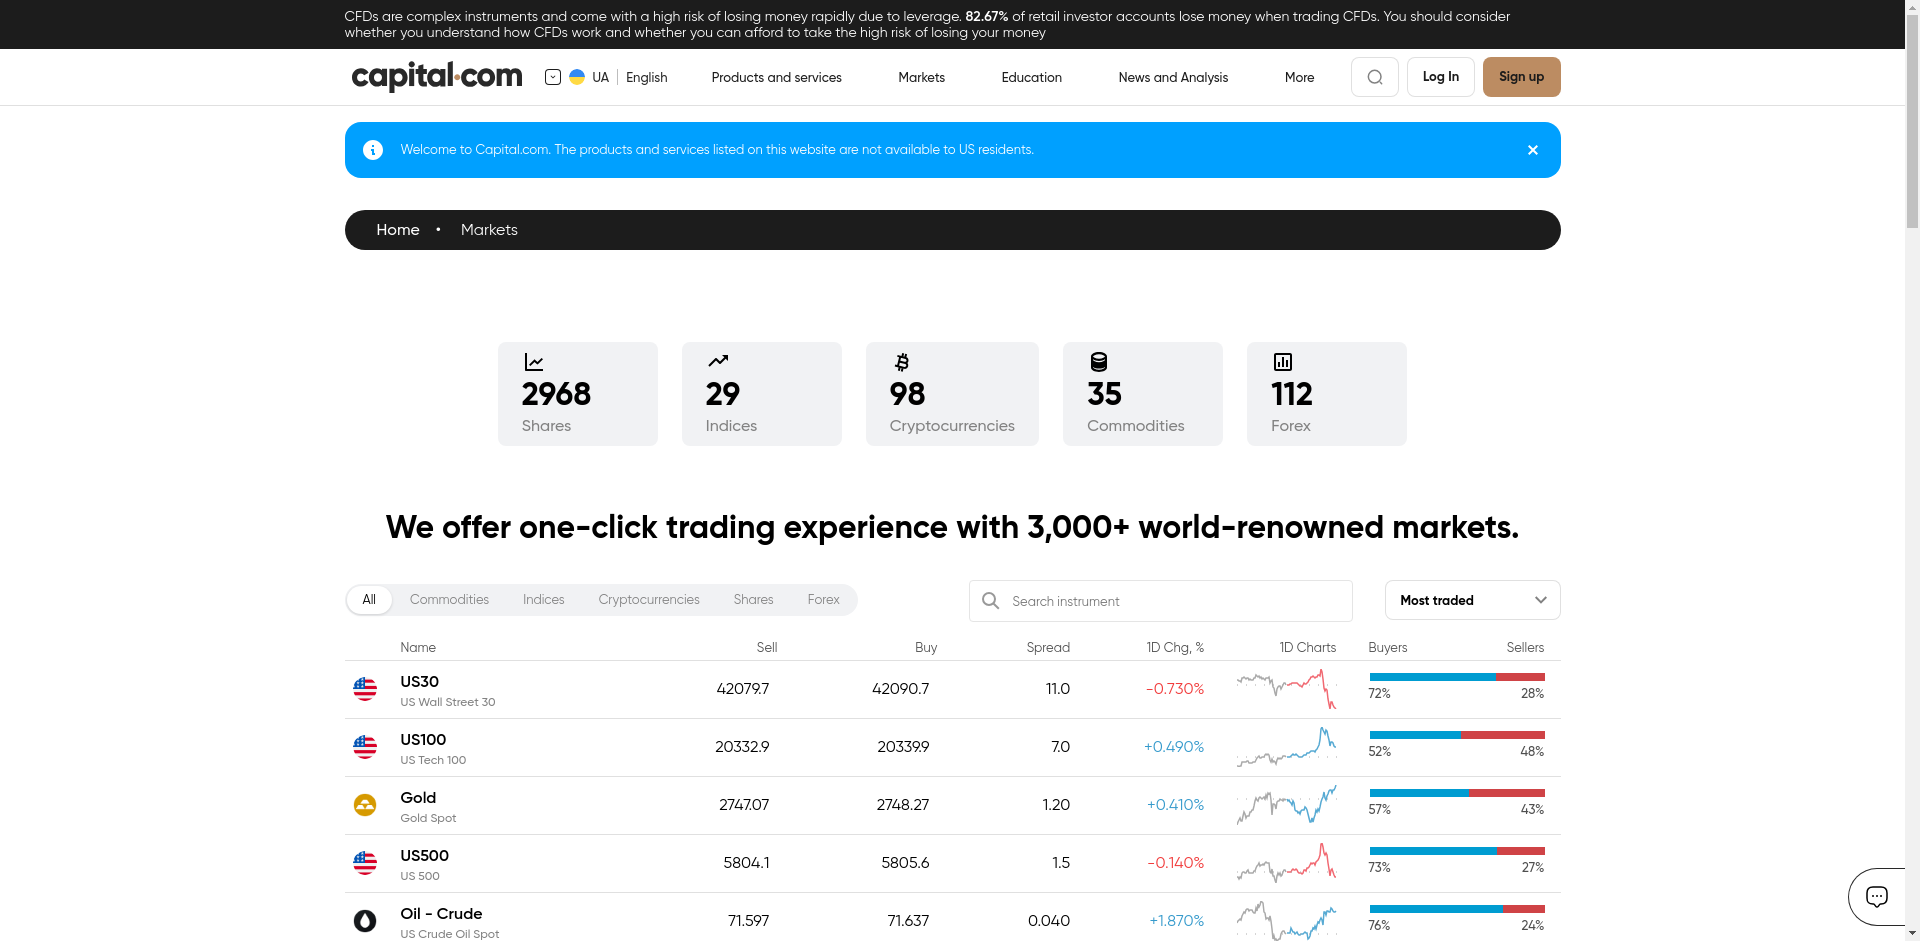 CFDs are complex instruments and come with a high risk of losing money rapidly due to leverage. 82.67% of retail investor accounts lose money when trading CFDs. You should consider
whether you understand how CFDs work and whether you can afford to take the high risk of losing your money
capital.com UA English Products and services Markets Education News and Analysis More Log In Sign up
Welcome to Capital.com. The products and services listed on this website are not available to US residents.
Home • Markets
2968 29 98 35 112
Shares Indices Cryptocurrencies Commodities Forex
We offer one-click trading experience with 3,000+ world-renowned markets.
All Commodities Indices Cryptocurrencies Shares Forex Search instrument Most traded
Name Sell Buy Spread 1D Chg, % 1D Charts Buyers Sellers
US30 42079.7 42090.7 11.0 -0.730%
US Wall Street 30 72% 28%
US100 20332.9 20339.9 7.0 +0.490%
US Tech 100 52% 48%
Gold 2747.07 2748.27 1.20 +0.410%
Gold Spot 57% 43%
US500 5804.1 5805.6 1.5 -0.140%
US 500 73% 27%
Oil - Crude 71.597 71.637 0.040 +1.870%
US Crude Oil Spot 76% 24%